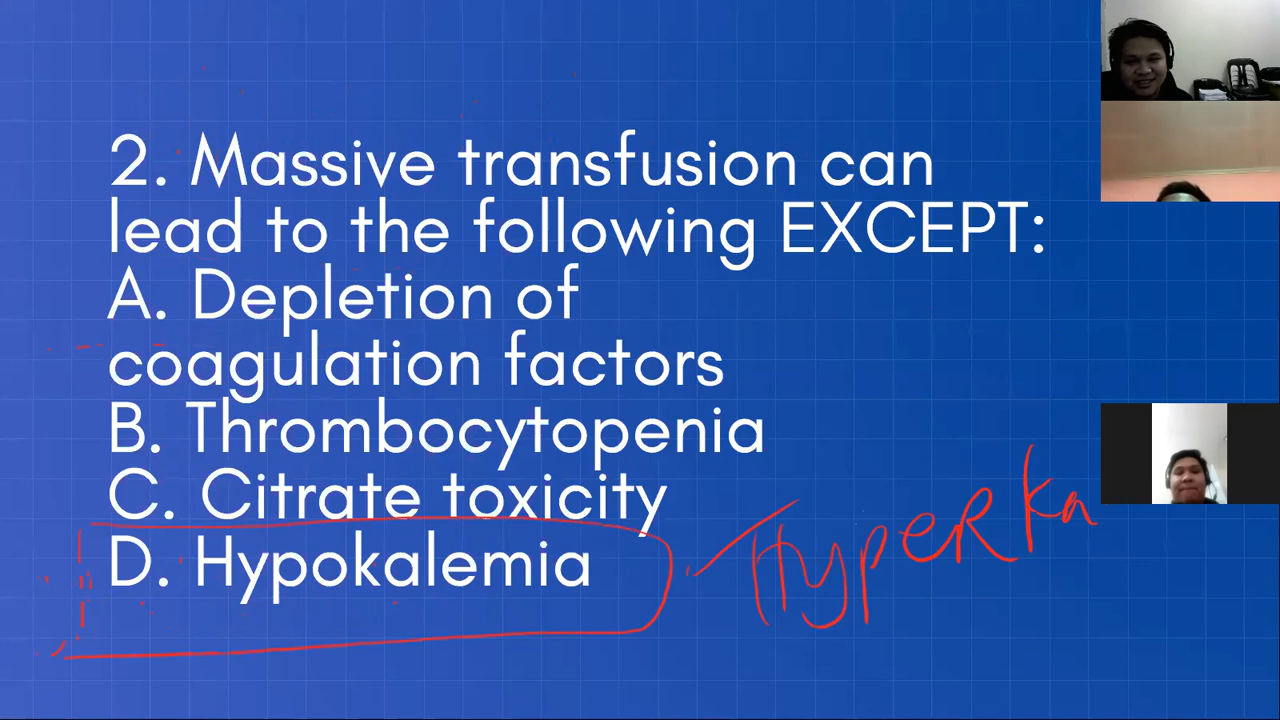 2. Massive transfusion can
lead to the following EXCEPT:
A. Depletion of
coagulation factors
B. Thrombocytopenia
C. Citrate toxicity
D. Hypokalemia
HypeRka